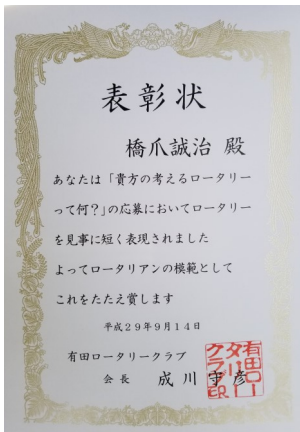 表彰状
橋爪誠治 殿
あなたは「貴方の考えるロータリー
って何?」の応募においてロータリー
を見事に短く表現されました
よってロータリアンの模範として
これをたたえ賞します
平成29年9月14日
有田ロータリークラブ
会長 成川守彦
有田ロー
タリー
クラブ